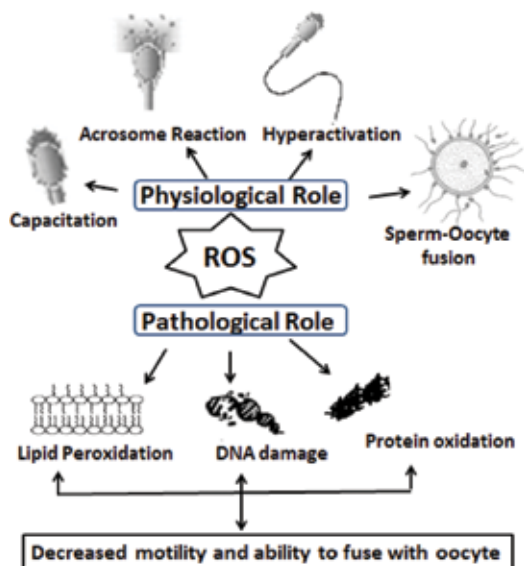 Acrosome Reaction
Hyperactivation
Capacitation
Physiological Role
Sperm-Oocyte
fusion
ROS
Pathological Role
Lipid Peroxidation
DNA damage
Protein oxidation
Decreased motility and ability to fuse with oocyte